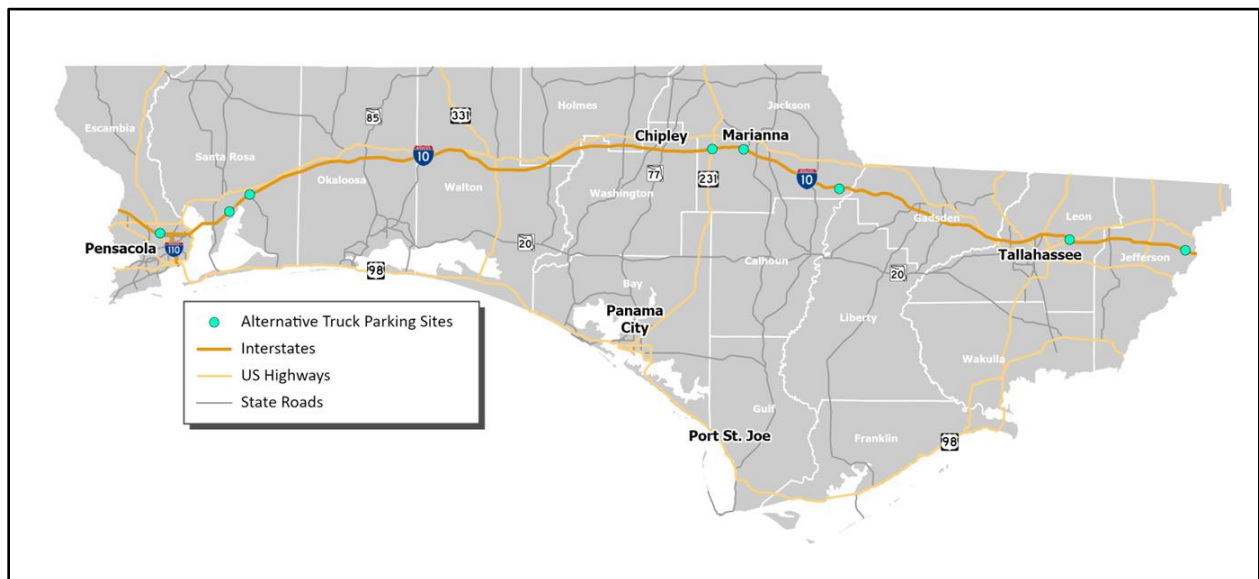 Escambia
Santa Rosa
85
331
Holmes
Chipley
Marianna
Jackson
10
Okaloosa
Walton
Washington
77
231
10
Gadsden
Leon
Pensacola
110
20
98
Bay
Calhoun
20
Tallahassee
Jefferson
Panama
City
Liberty
Wakulla
Gulf
Port St. Joe
Franklin
98
Alternative Truck Parking Sites
Interstates
US Highways
State Roads